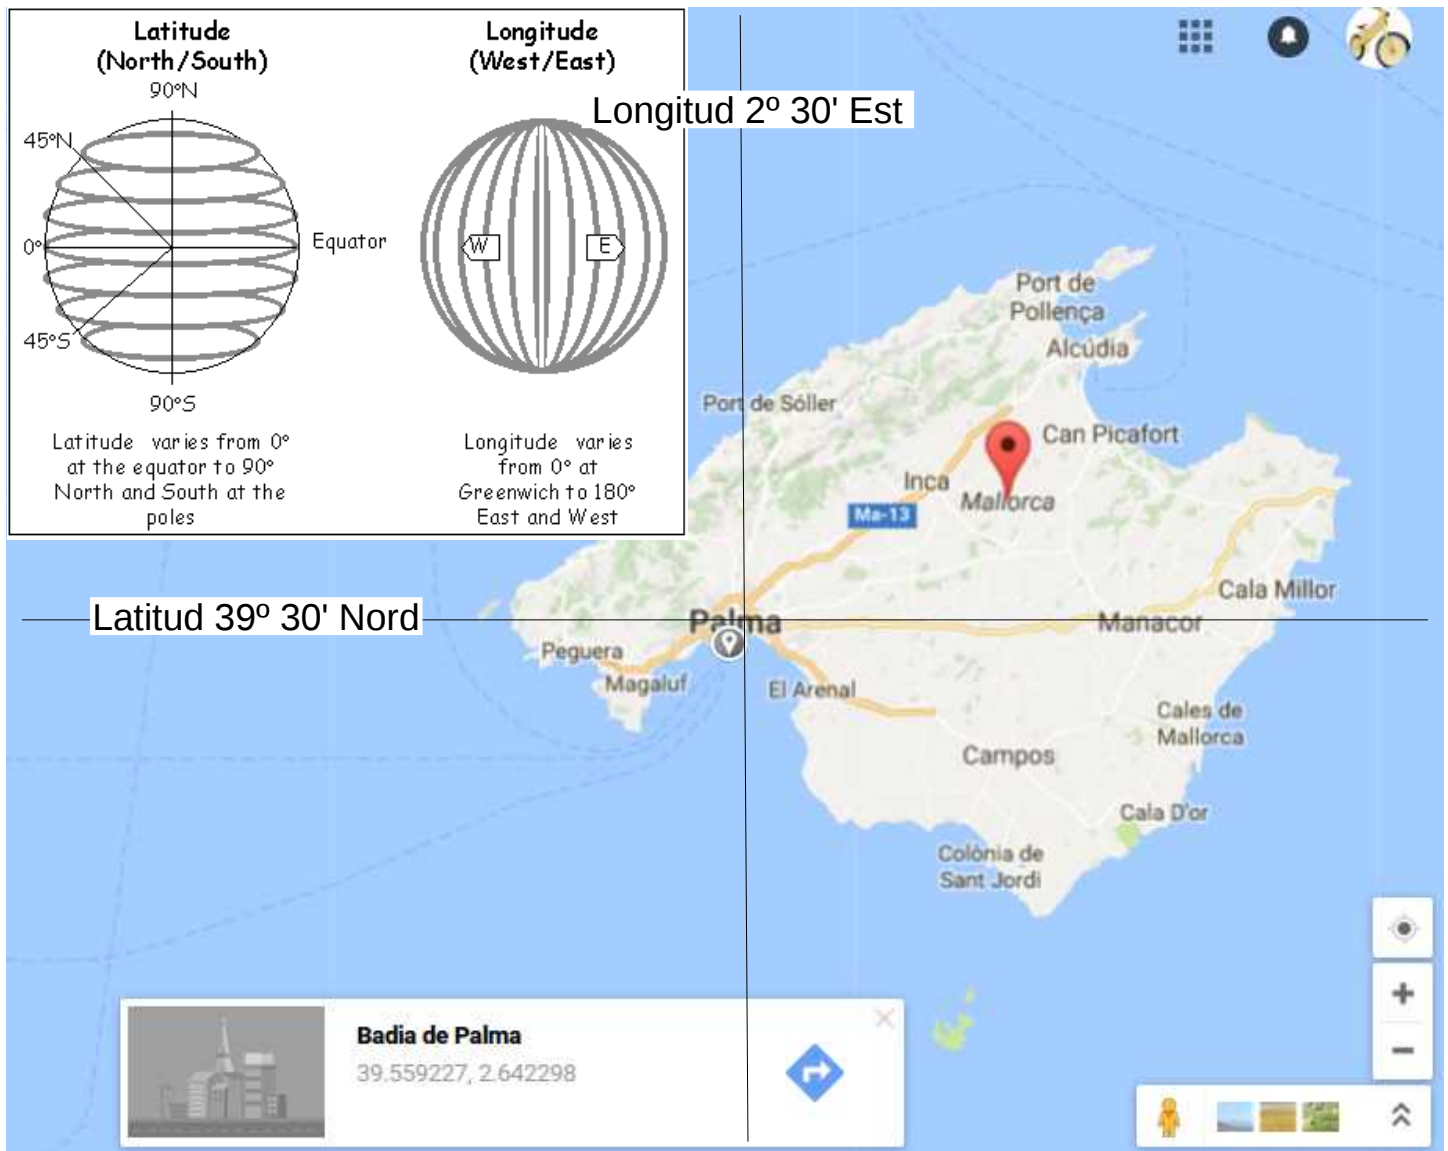 Latitude
(North/South)
90°N
45°N
0°
Equator
45°S
90°S
Latitude varies from 0°
at the equator to 90°
North and South at the
poles
Longitude
(West/East)
W
E
Longitude varies
from 0° at
Greenwich to 180°
East and West
Longitud 2º 30' Est
Port de
Pollença
Alcúdia
Port de Sóller
Can Picafort
Inca
Mallorca
Ma-13
Cala Millor
Latitud 39º 30' Nord
Palma
Manacor
Peguera
Magaluf
El Arenal
Cales de
Mallorca
Campos
Cala D'or
Colònia de
Sant Jordi
Badia de Palma
39.559227, 2.642298